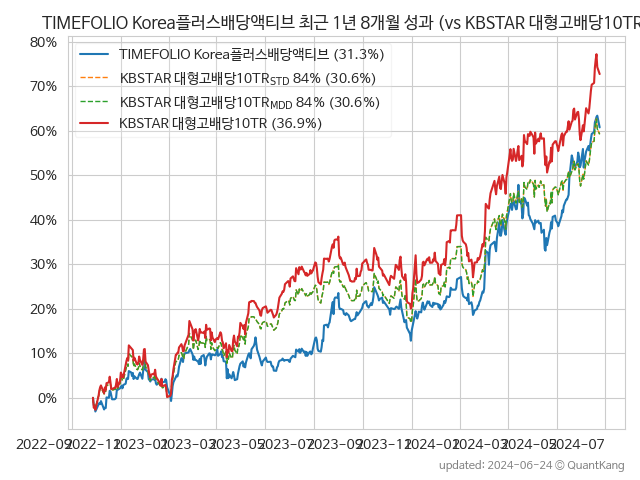 TIMEFOLIO Korea플러스배당액티브 최근 1년 8개월 성과 (vs KBSTAR 대형고배당10TR
80%
70%
60%
50%
40%
30%
20%
10%
0%
TIMEFOLIO Korea플러스배당액티브 (31.3%)
KBSTAR 대형고배당10TR_STD 84% (30.6%)
KBSTAR 대형고배당10TR_MDD 84% (30.6%)
KBSTAR 대형고배당10TR (36.9%)
2022-09 2022-11 2023-01 2023-03 2023-05 2023-07 2023-09 2023-11 2024-01 2024-03 2024-05 2024-07
updated: 2024-06-24 © QuantKang